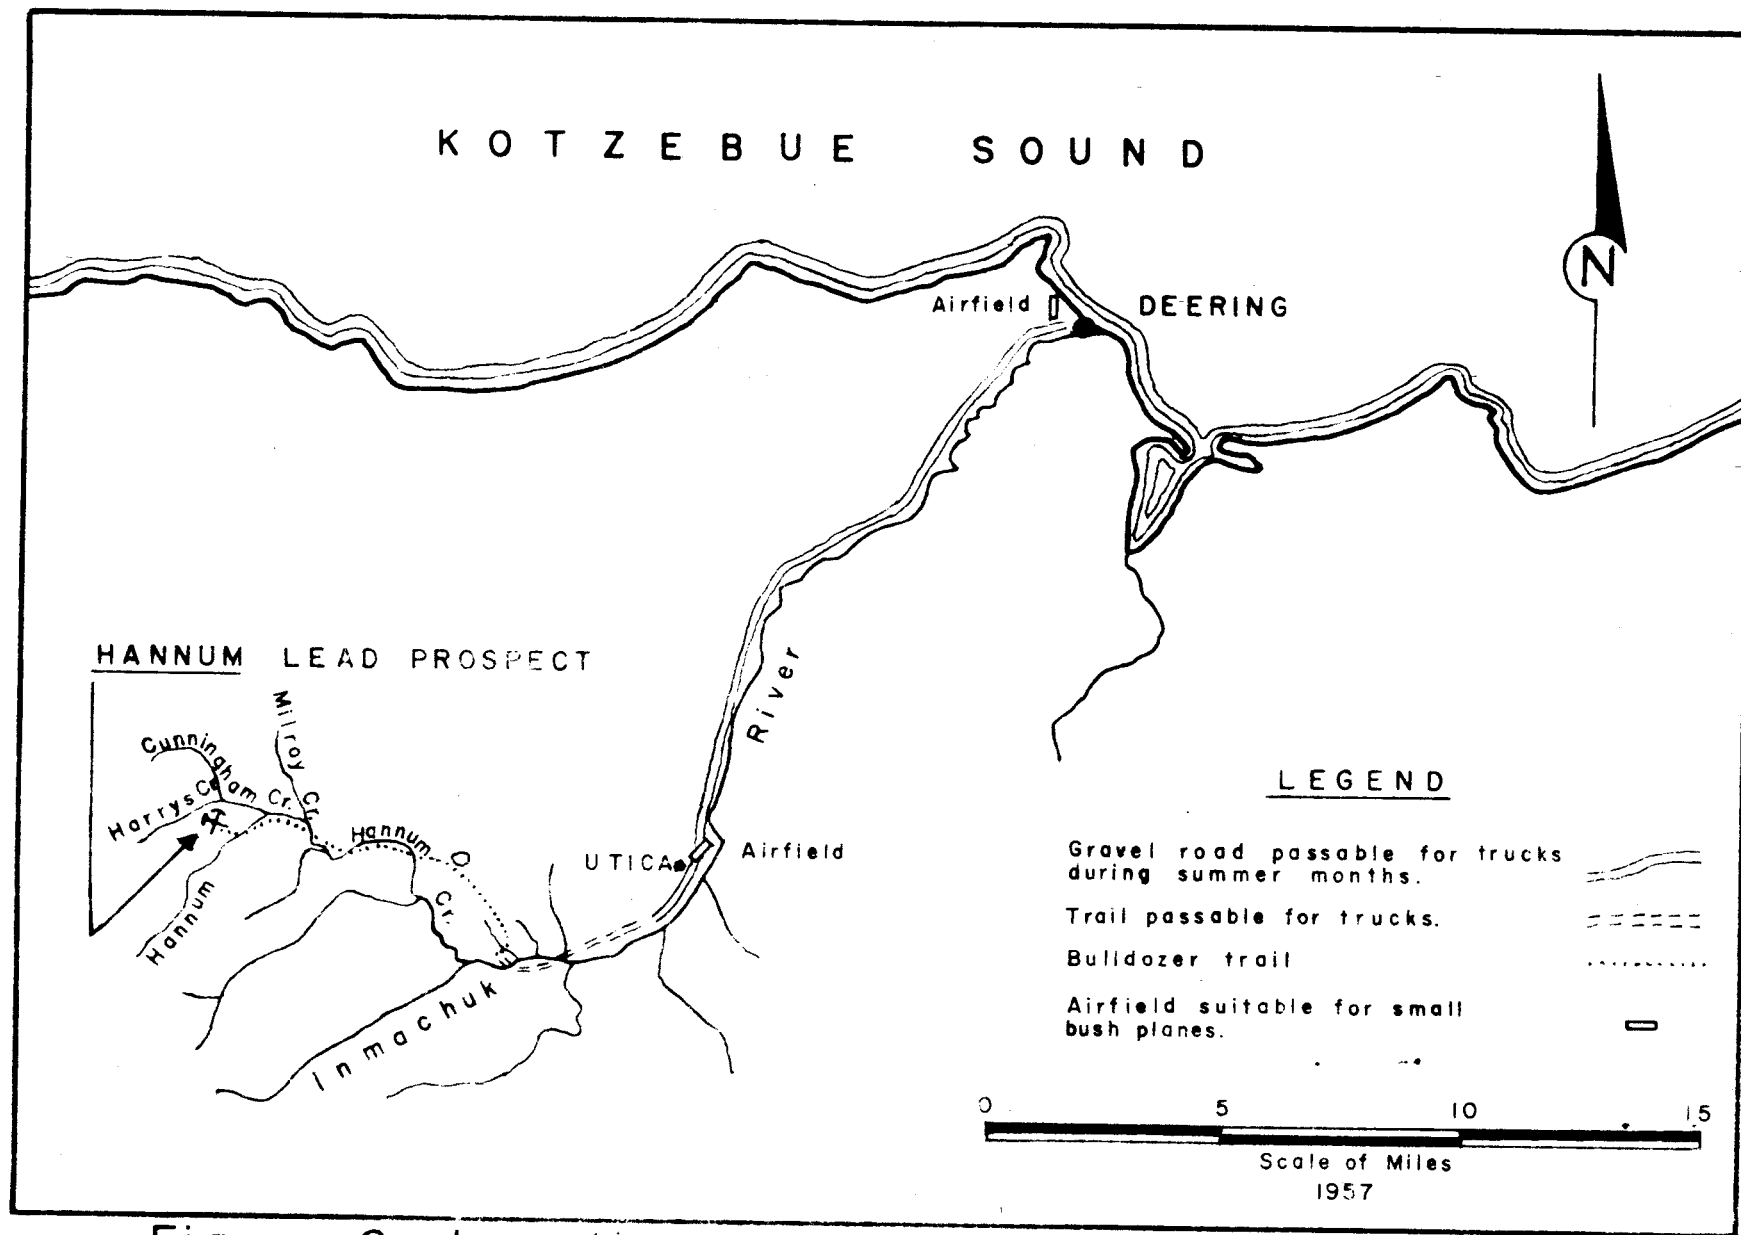 KOTZEBUE SOUND
N
Airfield
DEERING
HANNUM LEAD PROSPECT
River
Milroy Cr.
Cunningham Cr.
Harrys Cr.
Hannum
Hannum
Cr.
UTICA
Airfield
Inmachuk
LEGEND
Gravel road passable for trucks
during summer months.
Trail passable for trucks.
Bulldozer trail
Airfield suitable for small
bush planes.
0 5 10 15
Scale of Miles
1957